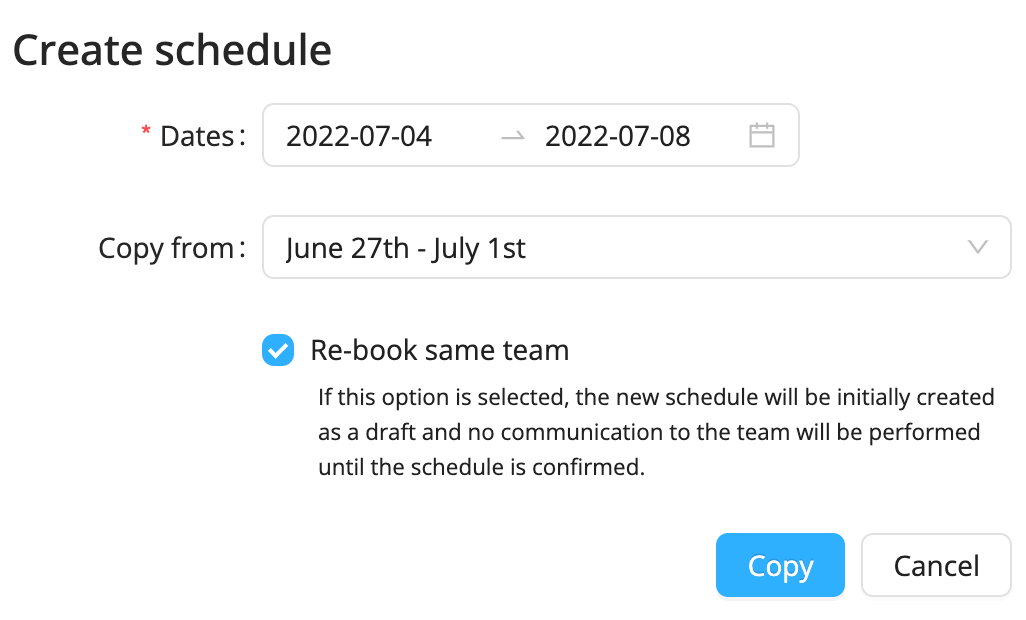 Create schedule
* Dates: 2022-07-04 → 2022-07-08
Copy from: June 27th - July 1st
Re-book same team
If this option is selected, the new schedule will be initially created
as a draft and no communication to the team will be performed
until the schedule is confirmed.
Copy Cancel